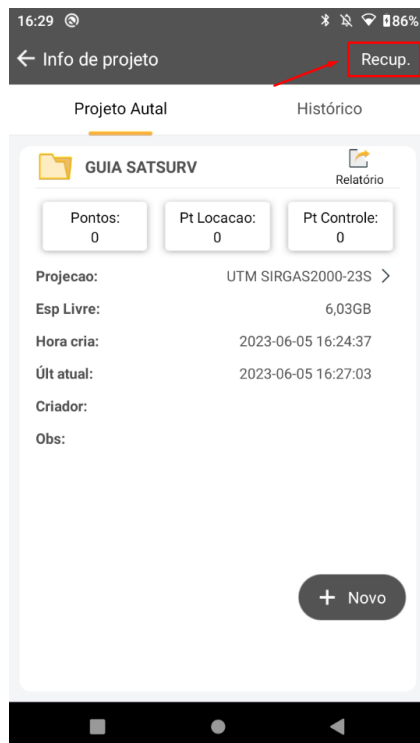 16:29 86%
Info de projeto Recup.
Projeto Autal Histórico
GUIA SATSURV Relatório
Pontos: Pt Locacao: Pt Controle:
0 0 0
Projecao: UTM SIRGAS2000-23S
Esp Livre: 6,03GB
Hora cria: 2023-06-05 16:24:37
Últ atual: 2023-06-05 16:27:03
Criador:
Obs:
+ Novo